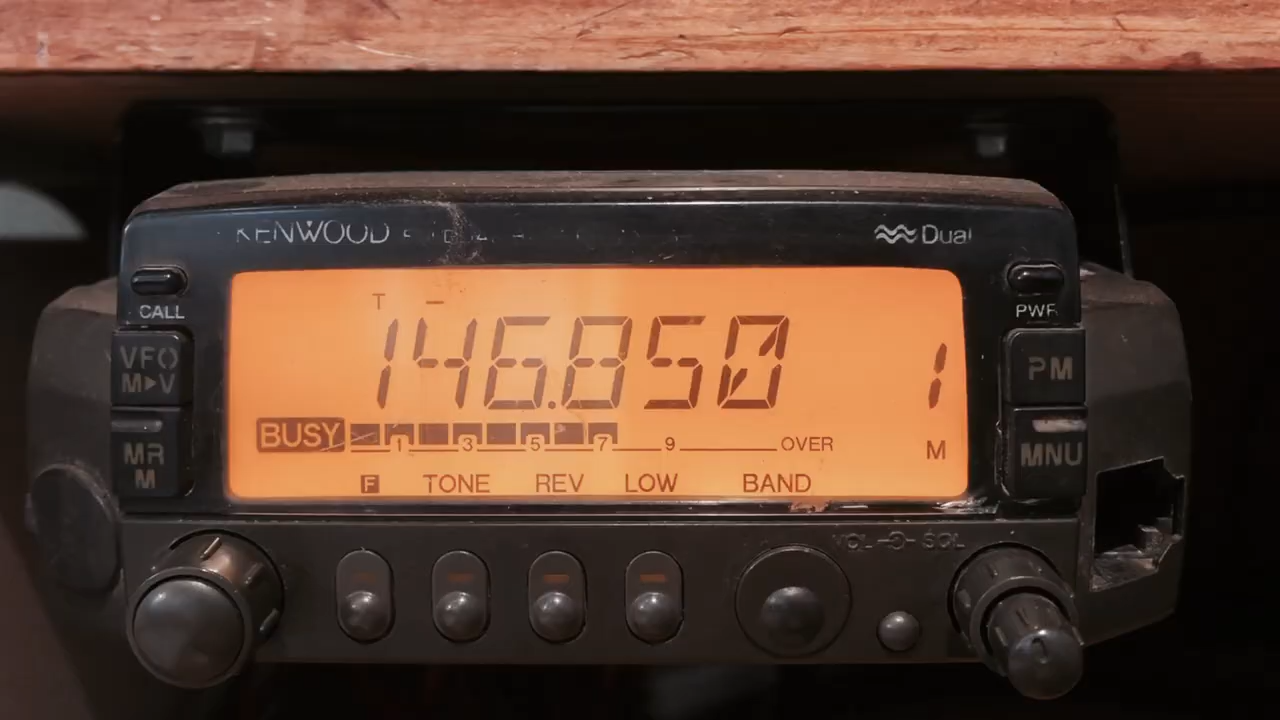 KENWOOD
Dual
CALL
PWR
T –
146.850
1
VFO
M▶V
PM
BUSY
1 3 5 7 9 OVER
M
MR
M
MNU
F TONE REV LOW BAND
VOL SQL